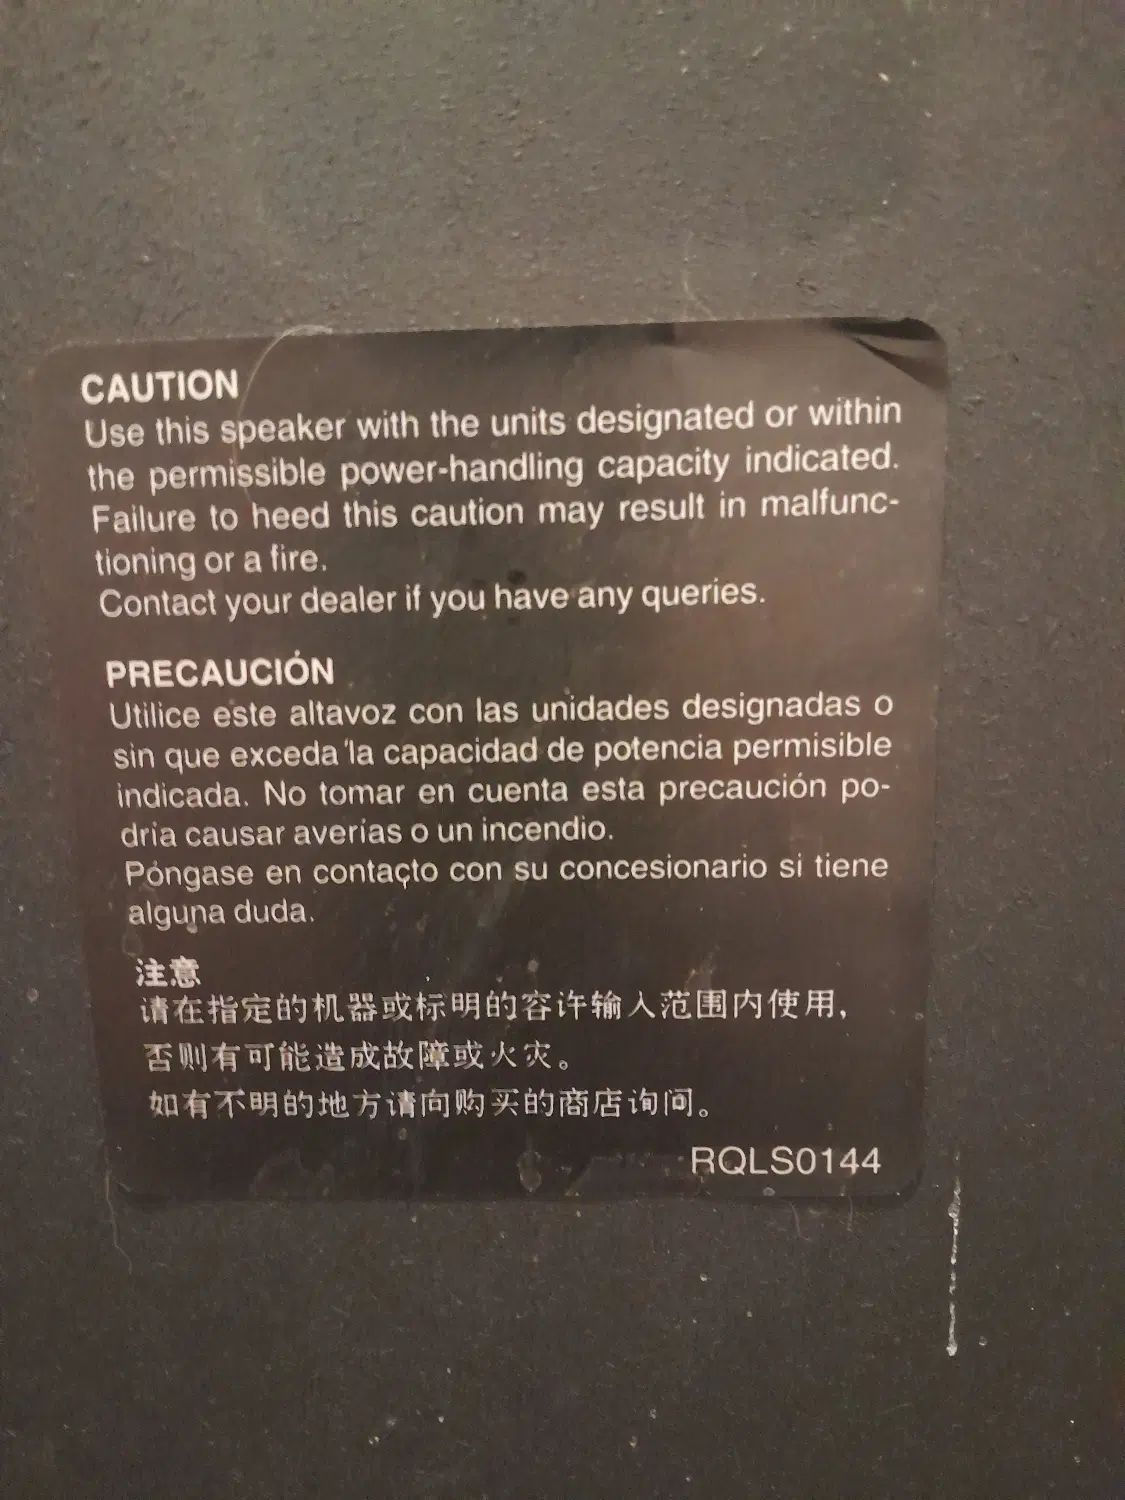 CAUTION
Use this speaker with the units designated or within
the permissible power-handling capacity indicated.
Failure to heed this caution may result in malfunc-
tioning or a fire.
Contact your dealer if you have any queries.
PRECAUCIÓN
Utilice este altavoz con las unidades designadas o
sin que exceda la capacidad de potencia permisible
indicada. No tomar en cuenta esta precaución po-
dría causar averías o un incendio.
Póngase en contacto con su concesionario si tiene
alguna duda.
注意
请在指定的机器或标明的容许输入范围内使用,
否则有可能造成故障或火灾。
如有不明的地方请向购买的商店询问。
RQLS0144